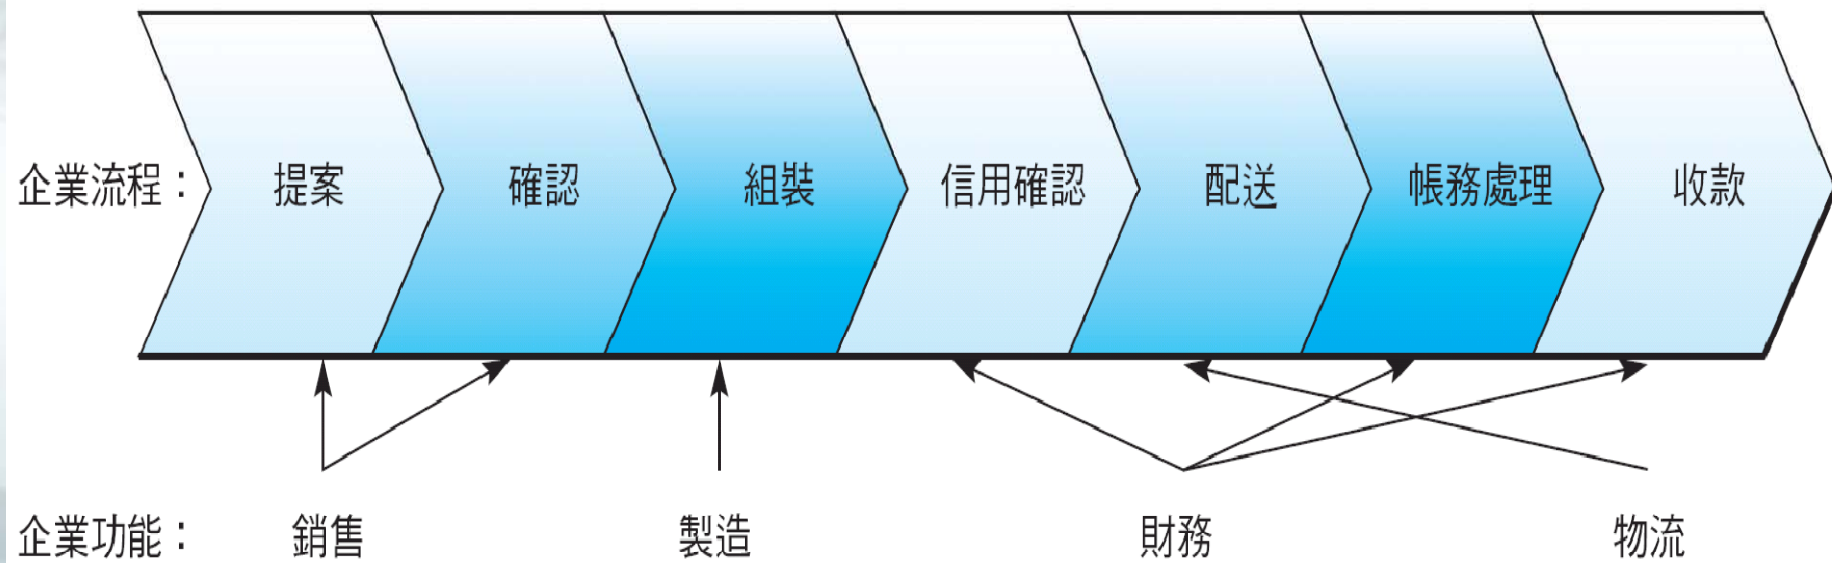 企業流程： 提案 確認 組裝 信用確認 配送 帳務處理 收款
企業功能： 銷售 製造 財務 物流